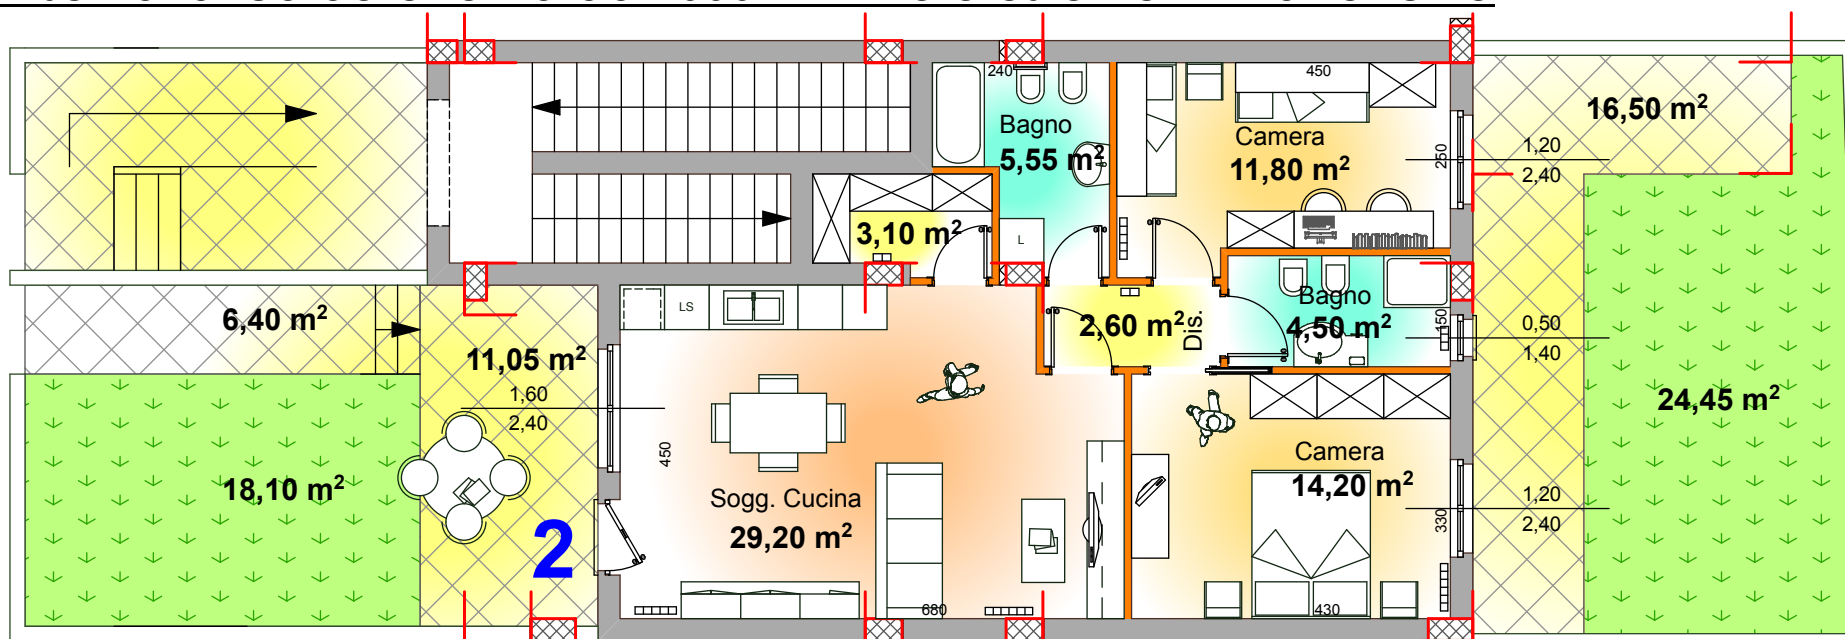 240
450
Bagno
5,55 m²
Camera
11,80 m²
250
16,50 m²
1,20
2,40
3,10 m²
L
6,40 m²
LS
2,60 m²
Dis.
Bagno
4,50 m²
150
0,50
1,40
11,05 m²
1,60
2,40
24,45 m²
450
Camera
14,20 m²
18,10 m²
Sogg. Cucina
29,20 m²
1,20
2,40
330
2
680
430